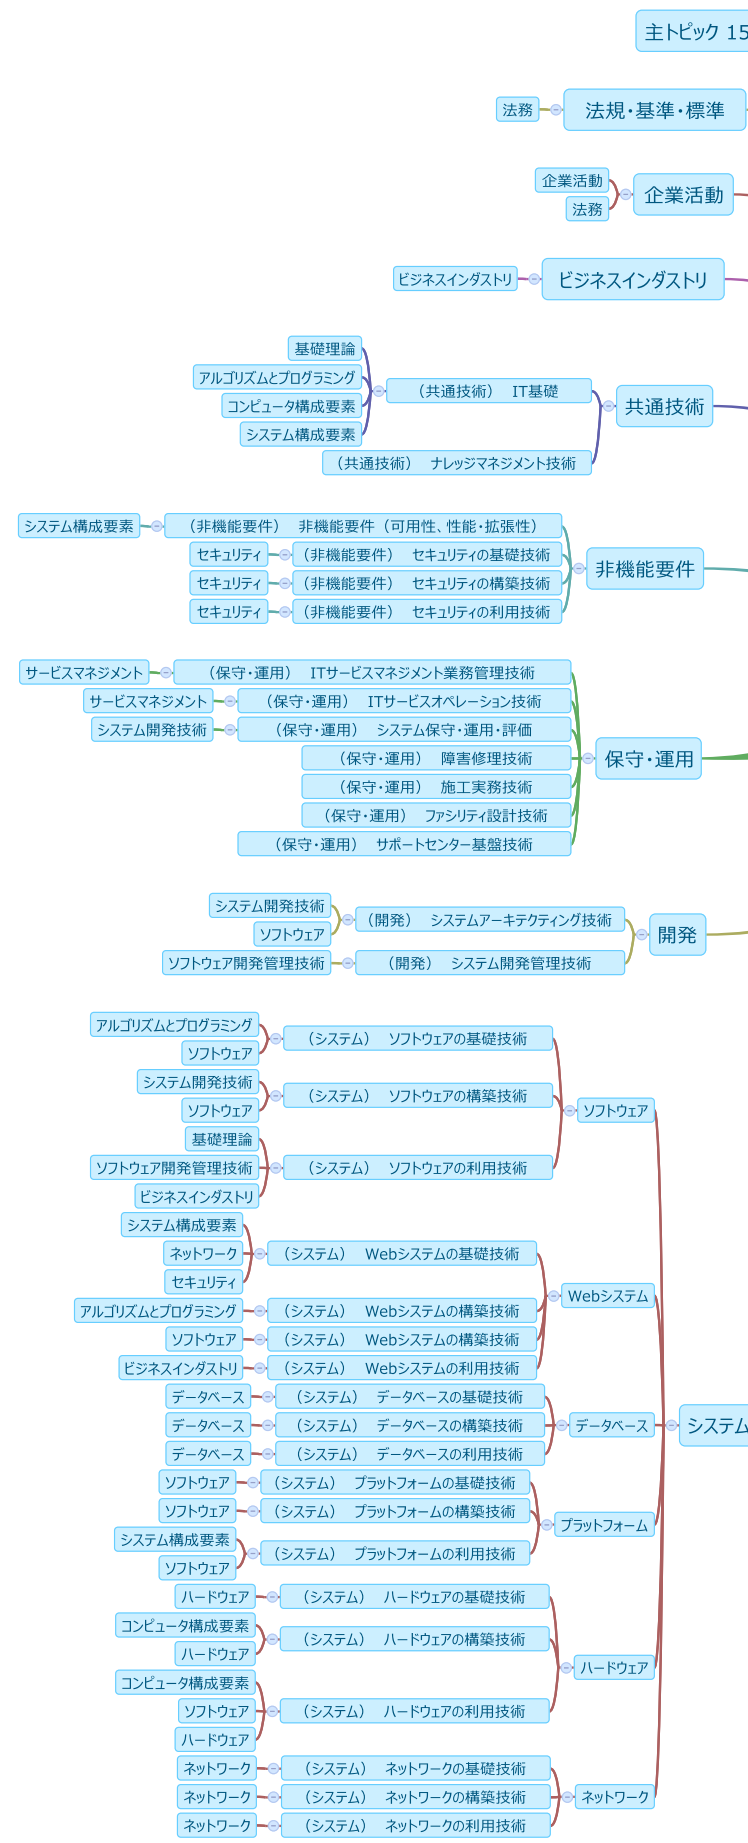 主トピック 15
法務
法規・基準・標準
企業活動
法務
企業活動
ビジネスインダストリ
ビジネスインダストリ
基礎理論
アルゴリズムとプログラミング
コンピュータ構成要素
システム構成要素
（共通技術） IT基礎
（共通技術） ナレッジマネジメント技術
共通技術
システム構成要素
（非機能要件） 非機能要件（可用性、性能・拡張性）
セキュリティ
（非機能要件） セキュリティの基礎技術
セキュリティ
（非機能要件） セキュリティの構築技術
セキュリティ
（非機能要件） セキュリティの利用技術
非機能要件
サービスマネジメント
（保守・運用） ITサービスマネジメント業務管理技術
サービスマネジメント
（保守・運用） ITサービスオペレーション技術
システム開発技術
（保守・運用） システム保守・運用・評価
（保守・運用） 障害修理技術
（保守・運用） 施工実務技術
（保守・運用） ファシリティ設計技術
（保守・運用） サポートセンター基盤技術
保守・運用
システム開発技術
ソフトウェア
（開発） システムアーキテクティング技術
ソフトウェア開発管理技術
（開発） システム開発管理技術
開発
アルゴリズムとプログラミング
ソフトウェア
（システム） ソフトウェアの基礎技術
システム開発技術
ソフトウェア
（システム） ソフトウェアの構築技術
基礎理論
ソフトウェア開発管理技術
ビジネスインダストリ
（システム） ソフトウェアの利用技術
ソフトウェア
システム構成要素
ネットワーク
セキュリティ
（システム） Webシステムの基礎技術
アルゴリズムとプログラミング
（システム） Webシステムの構築技術
ソフトウェア
（システム） Webシステムの構築技術
ビジネスインダストリ
（システム） Webシステムの利用技術
Webシステム
データベース
（システム） データベースの基礎技術
データベース
（システム） データベースの構築技術
データベース
（システム） データベースの利用技術
データベース
ソフトウェア
（システム） プラットフォームの基礎技術
ソフトウェア
（システム） プラットフォームの構築技術
システム構成要素
ソフトウェア
（システム） プラットフォームの利用技術
プラットフォーム
ハードウェア
（システム） ハードウェアの基礎技術
コンピュータ構成要素
ハードウェア
（システム） ハードウェアの構築技術
コンピュータ構成要素
ソフトウェア
ハードウェア
（システム） ハードウェアの利用技術
ハードウェア
ネットワーク
（システム） ネットワークの基礎技術
ネットワーク
（システム） ネットワークの構築技術
ネットワーク
（システム） ネットワークの利用技術
ネットワーク
システム